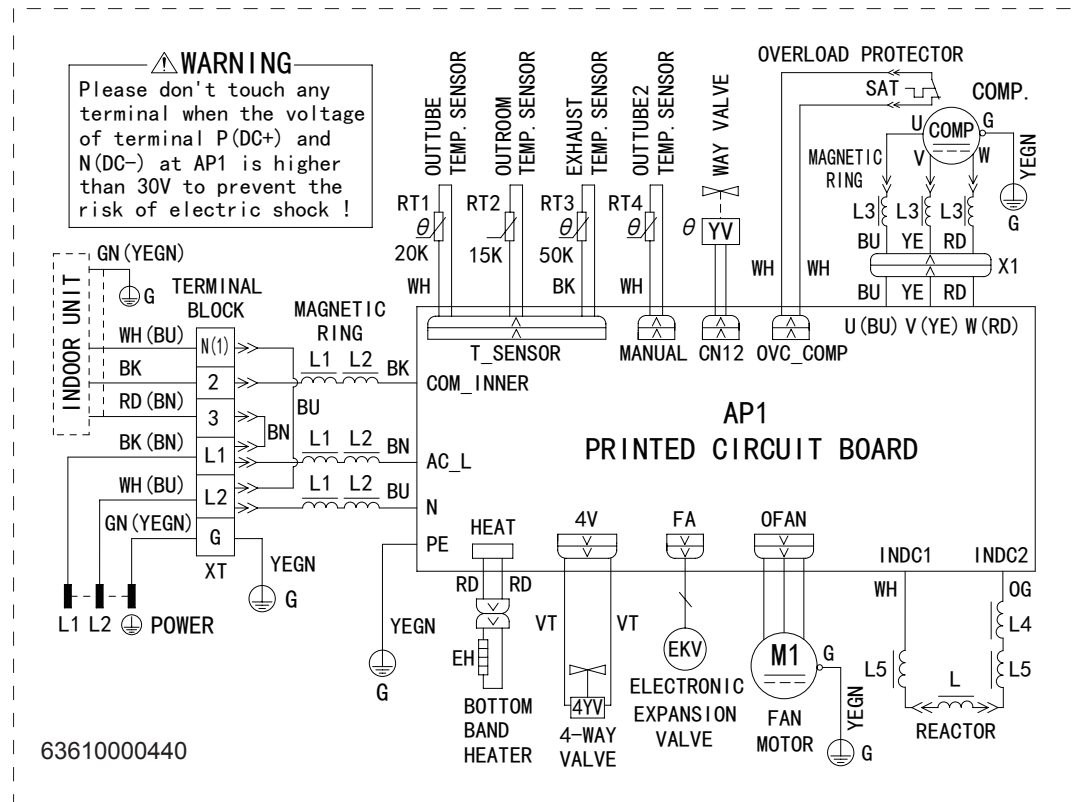 WARNING
Please don't touch any
terminal when the voltage
of terminal P(DC+) and
N(DC-) at AP1 is higher
than 30V to prevent the
risk of electric shock !
OUTTUBE
TEMP. SENSOR
OUTROOM
TEMP. SENSOR
EXHAUST
TEMP. SENSOR
OUTTUBE2
TEMP. SENSOR
WAY VALVE
OVERLOAD PROTECTOR
SAT
COMP.
U
COMP
G
V
W
YEGN
G
MAGNETIC
RING
L3 L3 L3
BU YE RD
X1
BU YE RD
RT1 RT2 RT3 RT4
θ θ θ θ YV
20K 15K 50K
WH BK WH WH WH
U(BU) V(YE) W(RD)
T_SENSOR MANUAL CN12 OVC_COMP
GN(YEGN)
G
INDOOR UNIT
TERMINAL
BLOCK
MAGNETIC
RING
WH(BU) N(1)
BK 2 L1 L2 BK COM_INNER
RD(BN) 3 BU
BN
BK(BN) L1 L1 L2 BN AC_L
WH(BU) L2 L1 L2 BU N
GN(YEGN) G
PE
XT
YEGN
G
L1 L2 POWER
AP1
PRINTED CIRCUIT BOARD
HEAT 4V FA OFAN INDC1 INDC2
RD RD WH OG
YEGN
G
VT VT
L4
EH
EKV
M1
G
YEGN
G
L5 L L5
4YV
BOTTOM
BAND
HEATER
4-WAY
VALVE
ELECTRONIC
EXPANSION
VALVE
FAN
MOTOR
REACTOR
63610000440